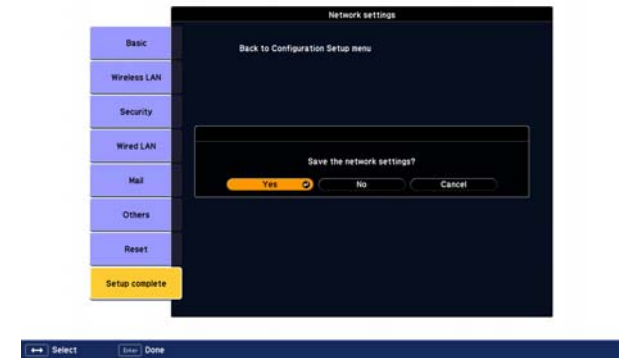 Network settings
Basic
Wireless LAN
Security
Wired LAN
Mail
Others
Reset
Setup complete
Back to Configuration Setup menu
Save the network settings?
Yes No Cancel
Select Enter Done